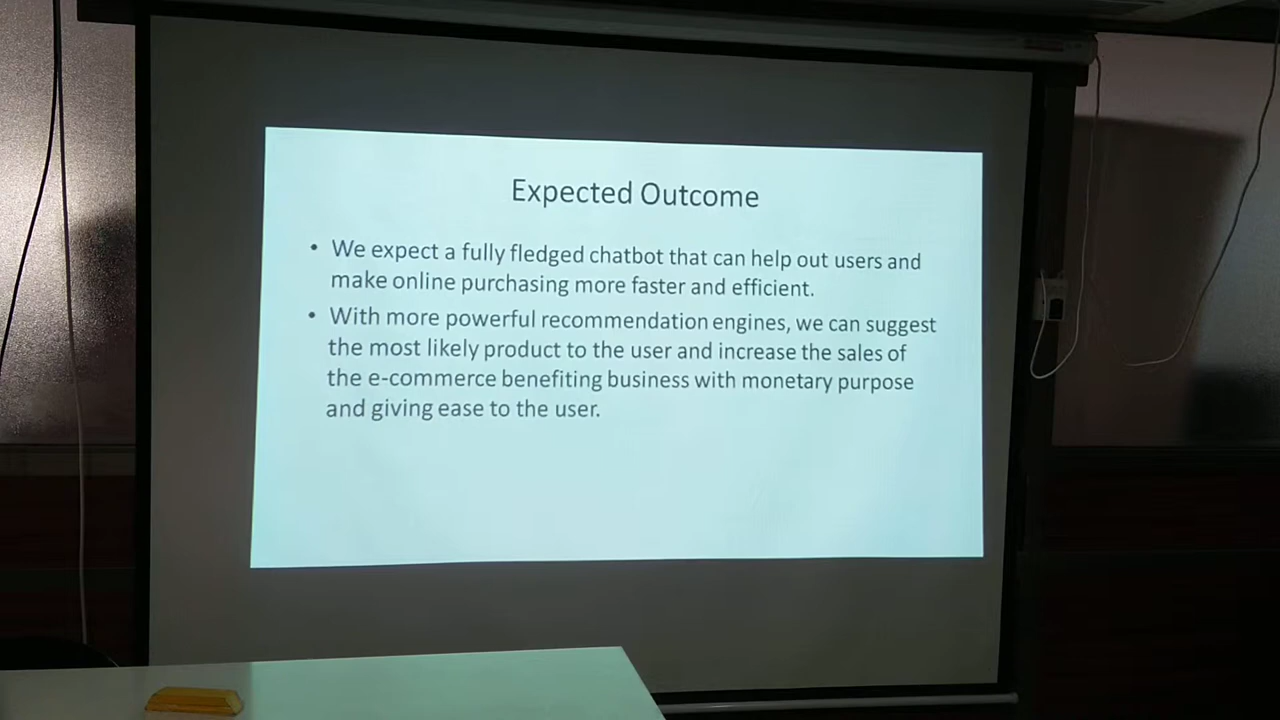 Expected Outcome
• We expect a fully fledged chatbot that can help out users and
make online purchasing more faster and efficient.
• With more powerful recommendation engines, we can suggest
the most likely product to the user and increase the sales of
the e-commerce benefiting business with monetary purpose
and giving ease to the user.